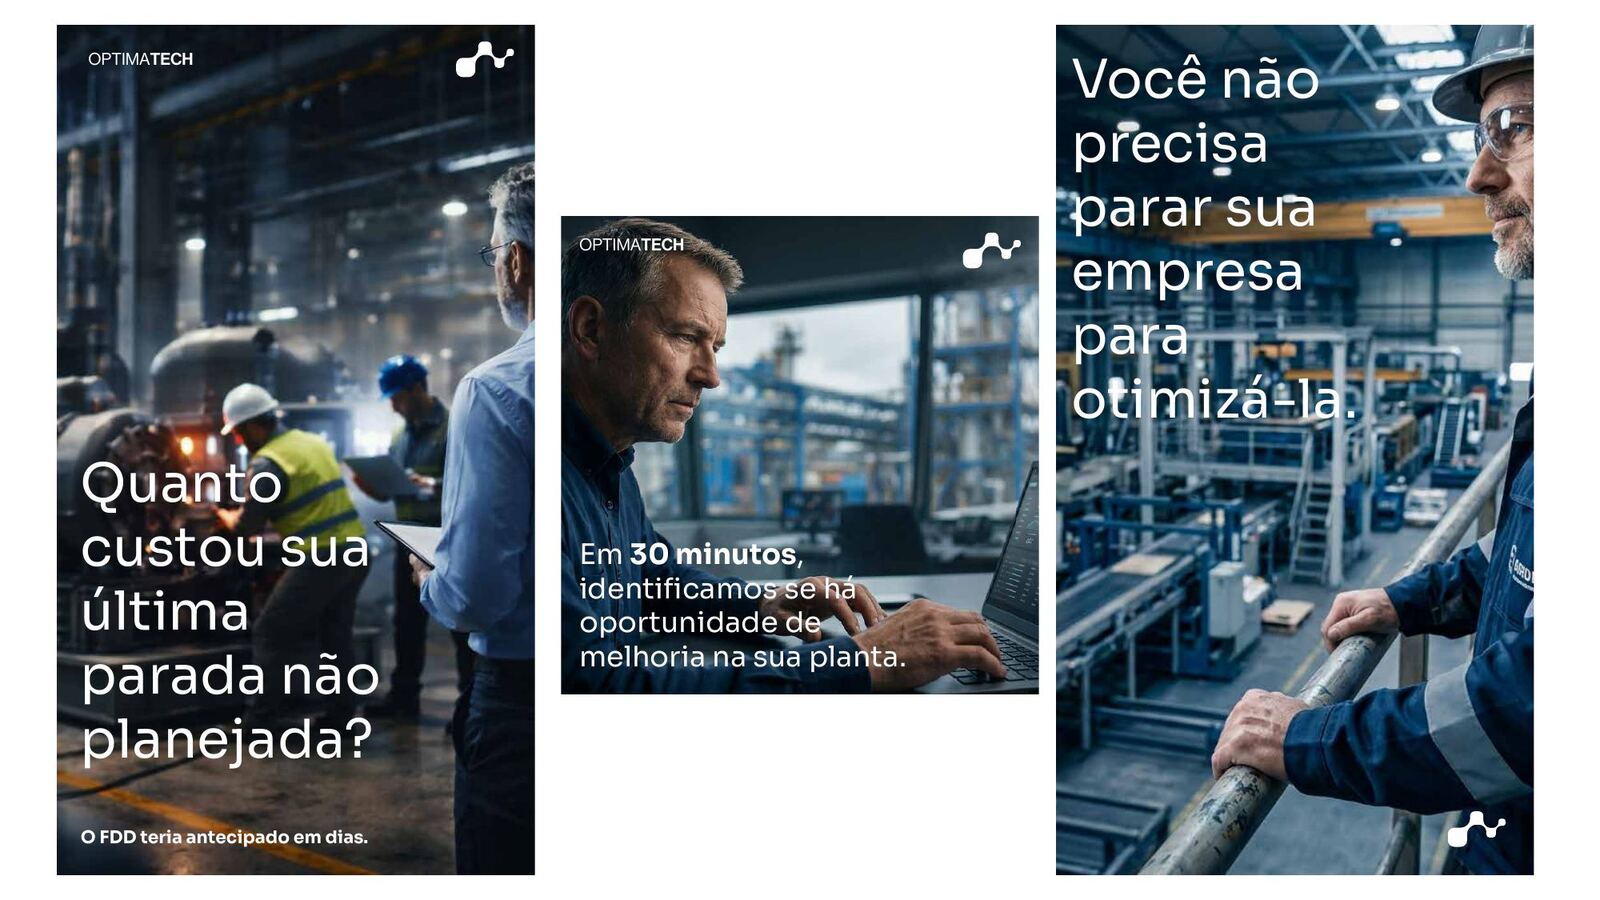 OPTIMATECH
Quanto
custou sua
última
parada não
planejada?
O FDD teria antecipado em dias.
OPTIMATECH
Em 30 minutos,
identificamos se há
oportunidade de
melhoria na sua planta.
Você não
precisa
parar sua
empresa
para
otimizá-la.